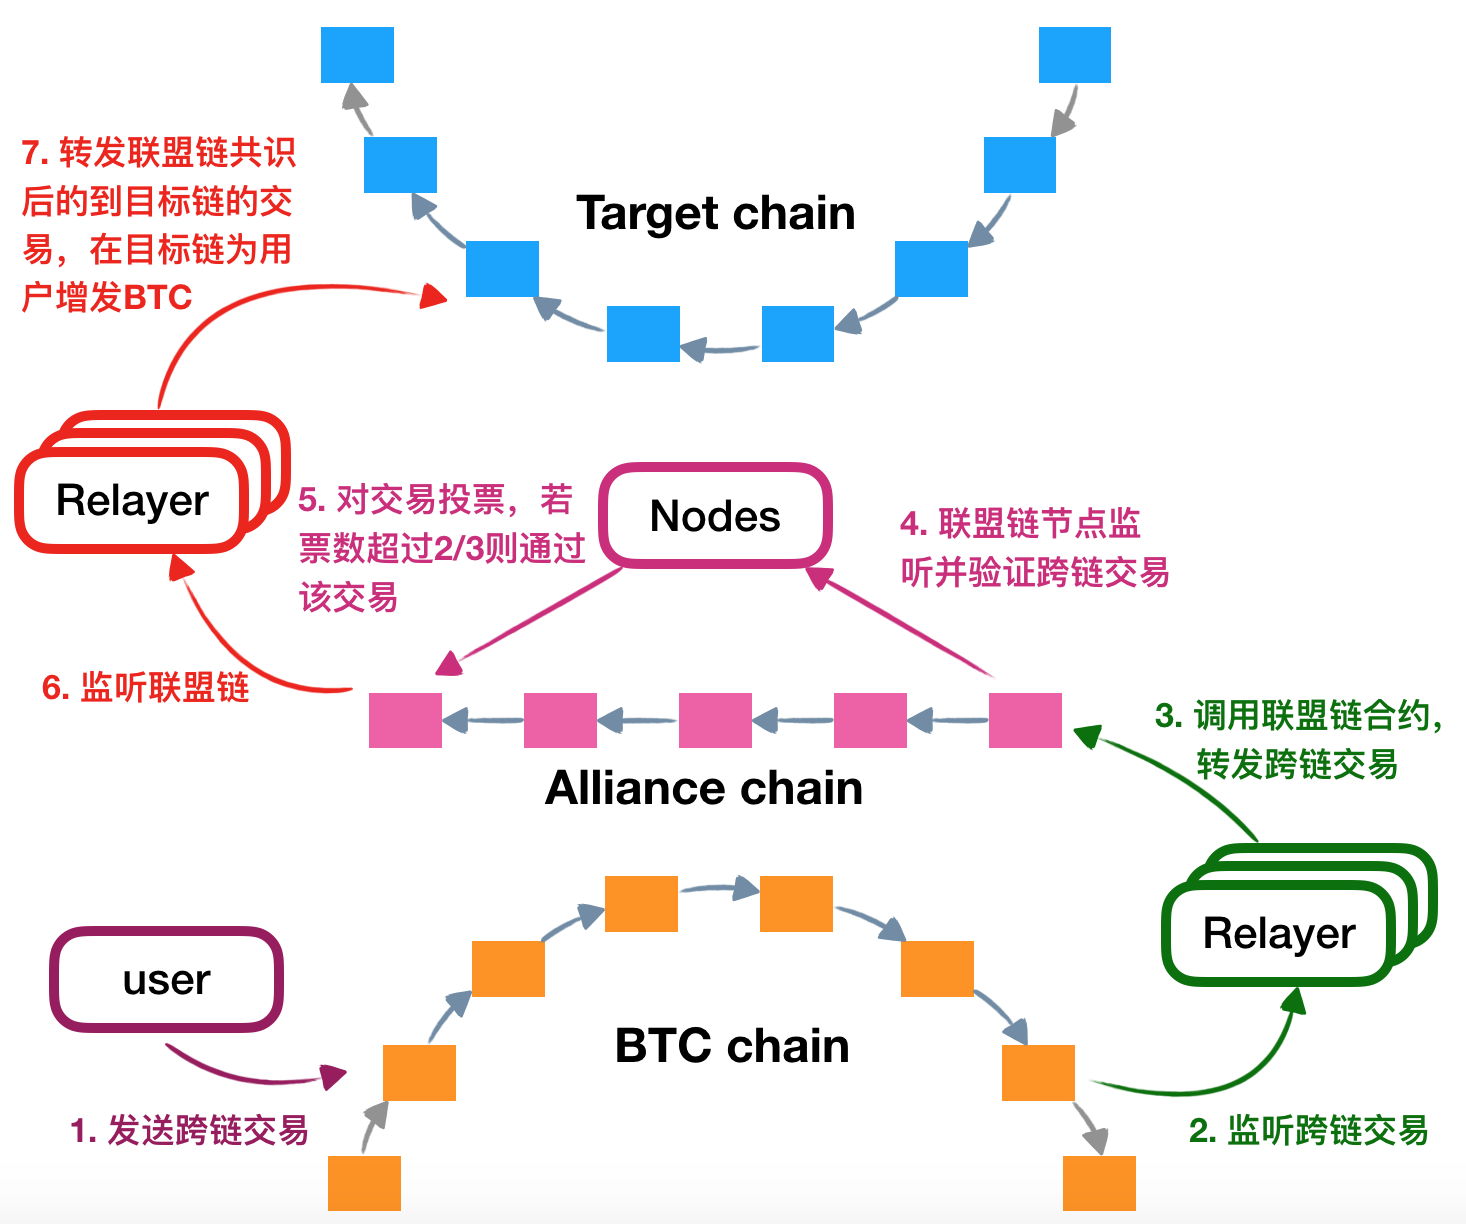 7. 转发联盟链共识
后的到目标链的交
易，在目标链为用
户增发BTC
Target chain
Relayer
5. 对交易投票，若
票数超过2/3则通过
该交易
Nodes
4. 联盟链节点监
听并验证跨链交易
6. 监听联盟链
3. 调用联盟链合约，
转发跨链交易
Alliance chain
Relayer
user
BTC chain
1. 发送跨链交易
2. 监听跨链交易